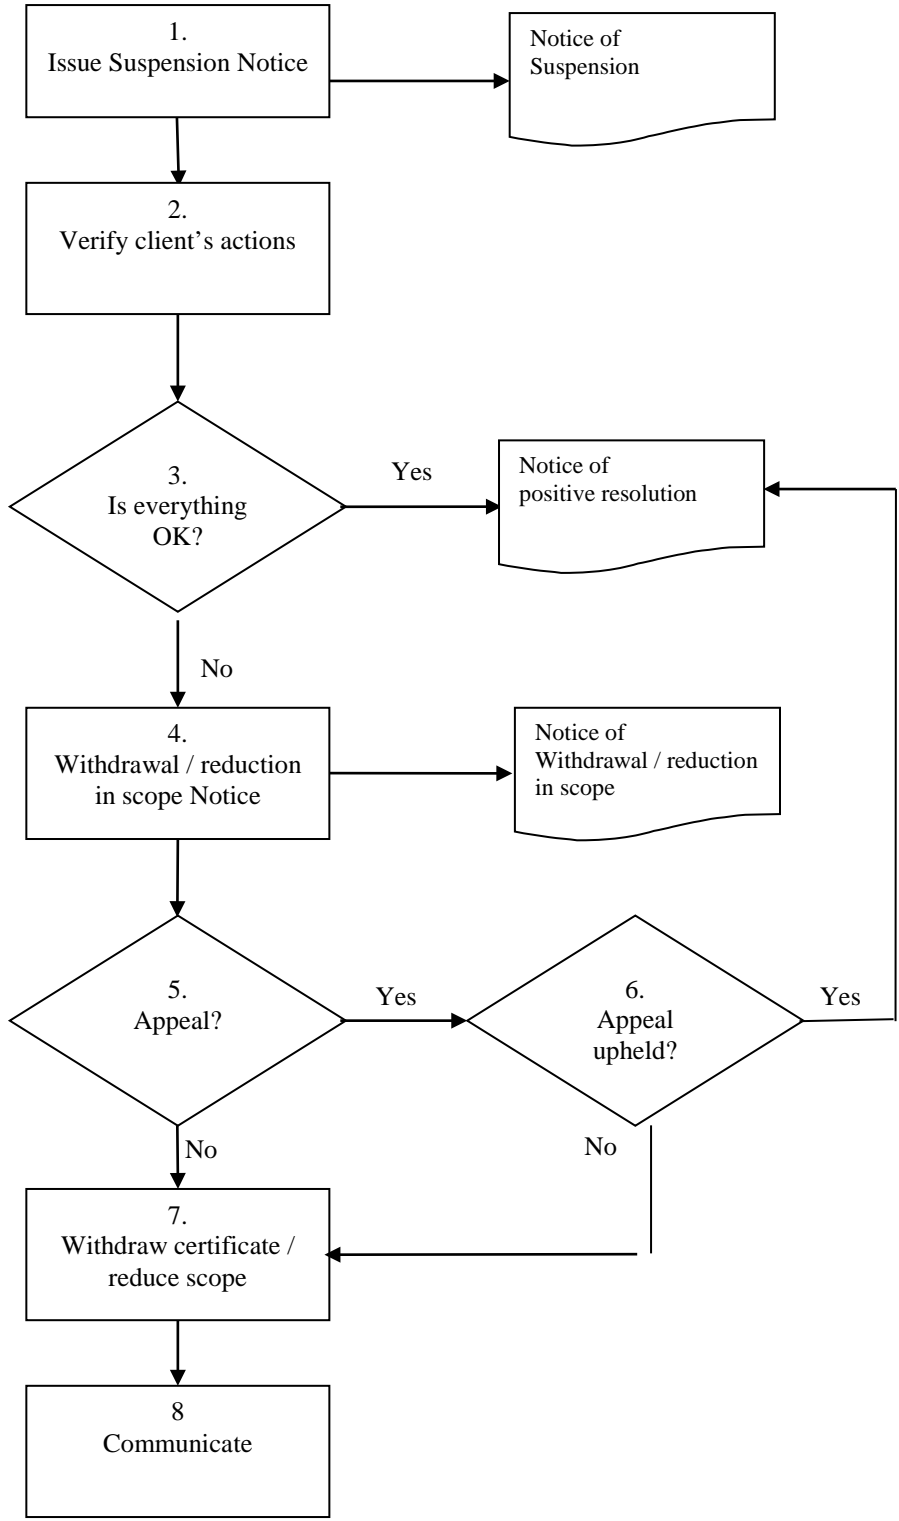 1.
Issue Suspension Notice
Notice of
Suspension
2.
Verify client’s actions
3.
Is everything
OK?
Yes
Notice of
positive resolution
No
4.
Withdrawal / reduction
in scope Notice
Notice of
Withdrawal / reduction
in scope
5.
Appeal?
Yes
6.
Appeal
upheld?
Yes
No
No
7.
Withdraw certificate /
reduce scope
8
Communicate